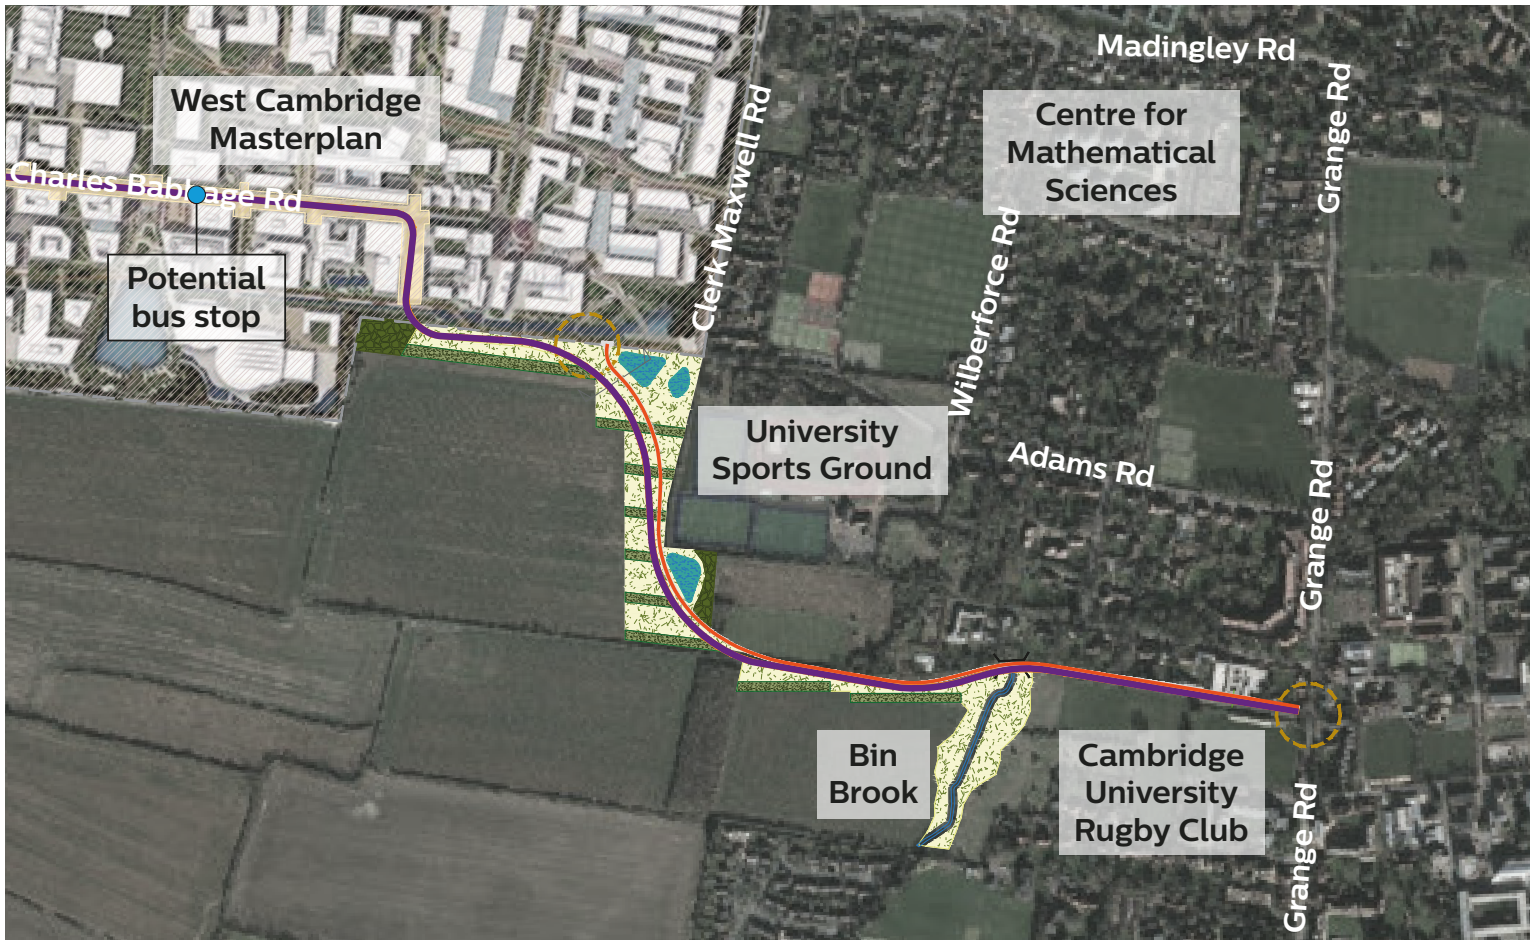 Madingley Rd
West Cambridge
Masterplan
Centre for
Mathematical
Sciences
Grange Rd
Clerk Maxwell Rd
Charles Babbage Rd
Potential
bus stop
Wilberforce Rd
University
Sports Ground
Adams Rd
Grange Rd
Bin
Brook
Cambridge
University
Rugby Club
Grange Rd